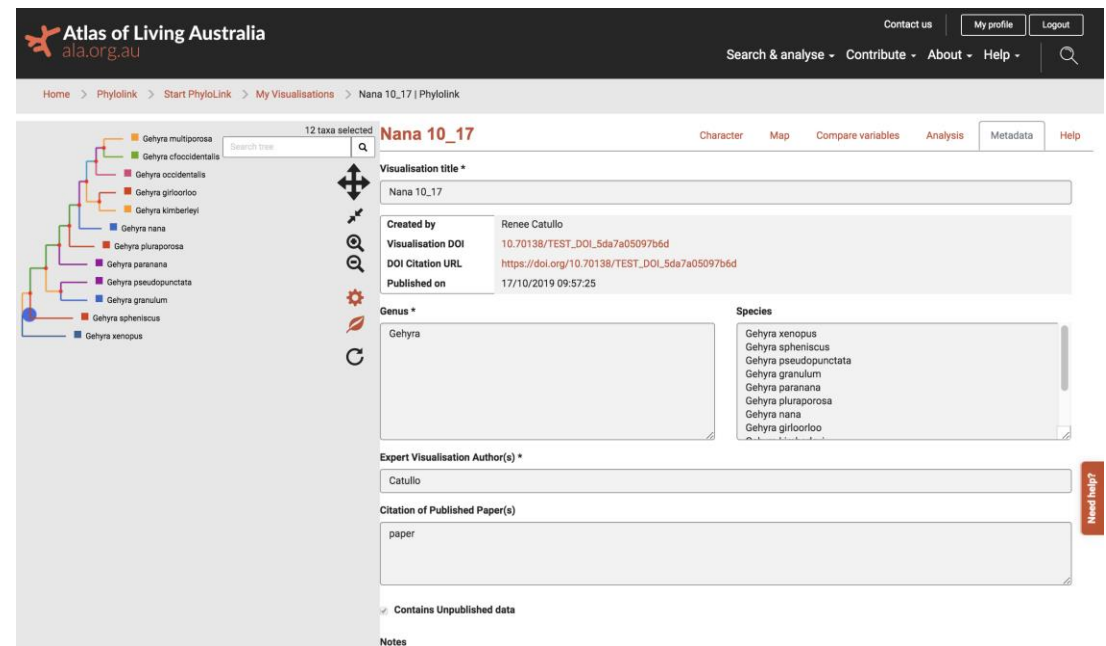 Atlas of Living Australia
ala.org.au
Contact us
My profile
Logout
Search & analyse
Contribute
About
Help
Home > Phylolink > Start PhyloLink > My Visualisations > Nana 10_17 | Phylolink
12 taxa selected
Search tree
Gehyra multiporosa
Gehyra cfoccidentalis
Gehyra occidentalis
Gehyra girloorloo
Gehyra kimberleyi
Gehyra nana
Gehyra pluraporosa
Gehyra paranana
Gehyra pseudopunctata
Gehyra granulum
Gehyra spheniscus
Gehyra xenopus
Nana 10_17
Character
Map
Compare variables
Analysis
Metadata
Help
Visualisation title *
Nana 10_17
Created by Renee Catullo
Visualisation DOI 10.70138/TEST_DOI_5da7a05097b6d
DOI Citation URL https://doi.org/10.70138/TEST_DOI_5da7a05097b6d
Published on 17/10/2019 09:57:25
Genus *
Gehyra
Species
Gehyra xenopus
Gehyra spheniscus
Gehyra pseudopunctata
Gehyra granulum
Gehyra paranana
Gehyra pluraporosa
Gehyra nana
Gehyra girloorloo
Expert Visualisation Author(s) *
Catullo
Citation of Published Paper(s)
paper
Contains Unpublished data
Notes
Need help?